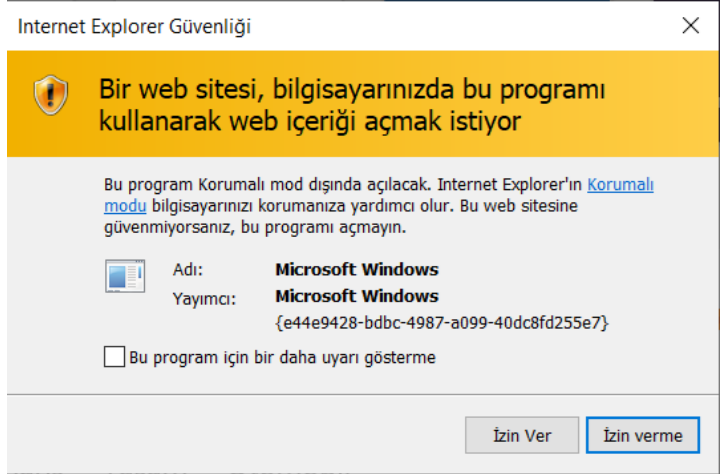 Internet Explorer Güvenliği
Bir web sitesi, bilgisayarınızda bu programı
kullanarak web içeriği açmak istiyor
Bu program Korumalı mod dışında açılacak. Internet Explorer'ın Korumalı
modu bilgisayarınızı korumanıza yardımcı olur. Bu web sitesine
güvenmiyorsanız, bu programı açmayın.
Adı: Microsoft Windows
Yayımcı: Microsoft Windows
{e44e9428-bdbc-4987-a099-40dc8fd255e7}
Bu program için bir daha uyarı gösterme
İzin Ver İzin verme